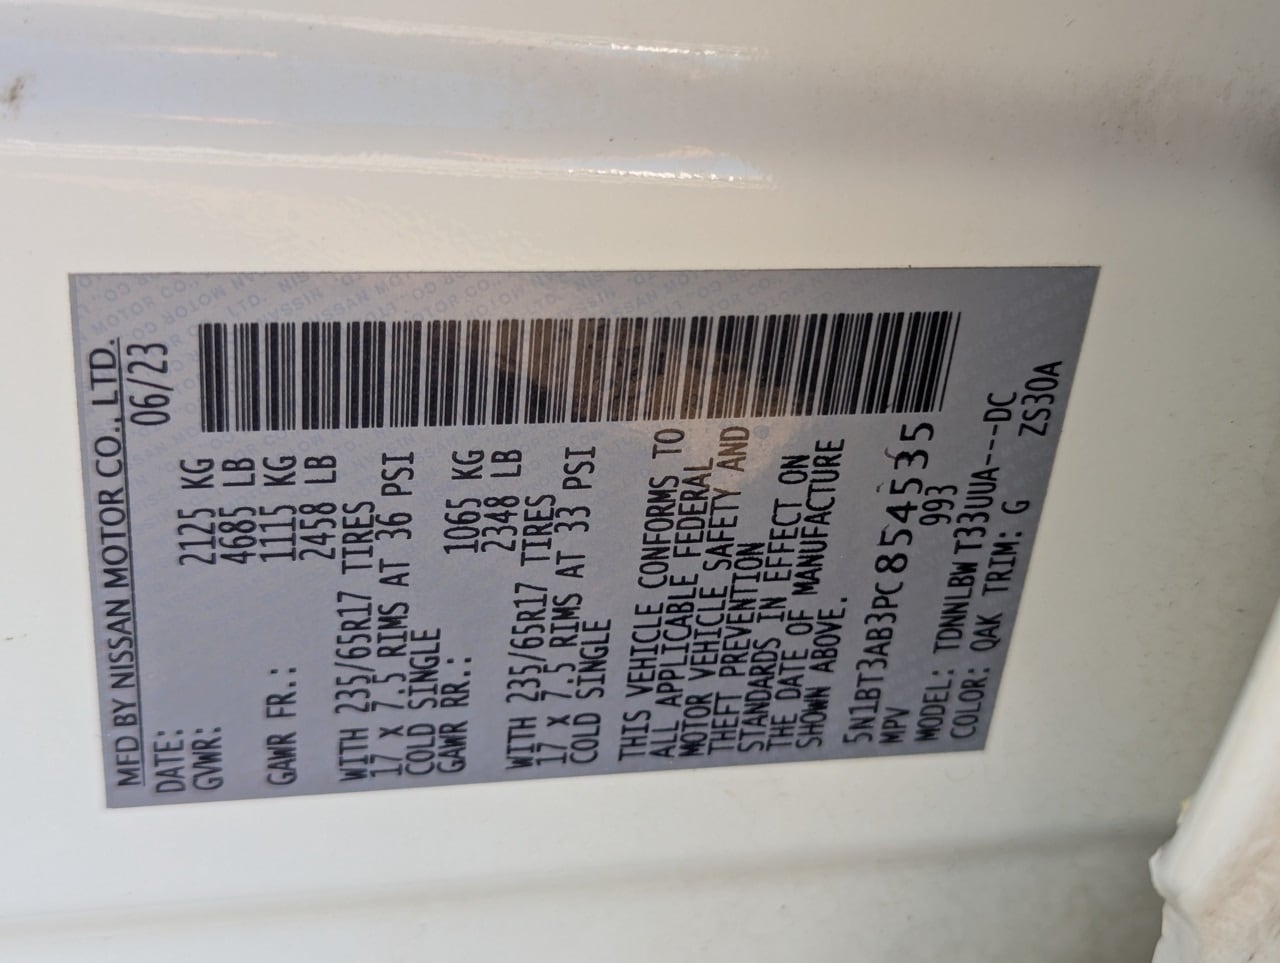 MFD BY NISSAN MOTOR CO., LTD.
DATE: 06/23
GVWR: 2125 KG
4685 LB
GAWR FR.: 1115 KG
2458 LB
WITH 235/65R17 TIRES
17 X 7.5 RIMS AT 36 PSI
COLD SINGLE
GAWR RR.: 1065 KG
2348 LB
WITH 235/65R17 TIRES
17 X 7.5 RIMS AT 33 PSI
COLD SINGLE
THIS VEHICLE CONFORMS TO
ALL APPLICABLE FEDERAL
MOTOR VEHICLE SAFETY AND
THEFT PREVENTION
STANDARDS IN EFFECT ON
THE DATE OF MANUFACTURE
SHOWN ABOVE.
5N1BT3AB3PC854535
MPV 993
MODEL: TDNNLBW T33UUA---DC
COLOR: QAK TRIM: G ZS30A